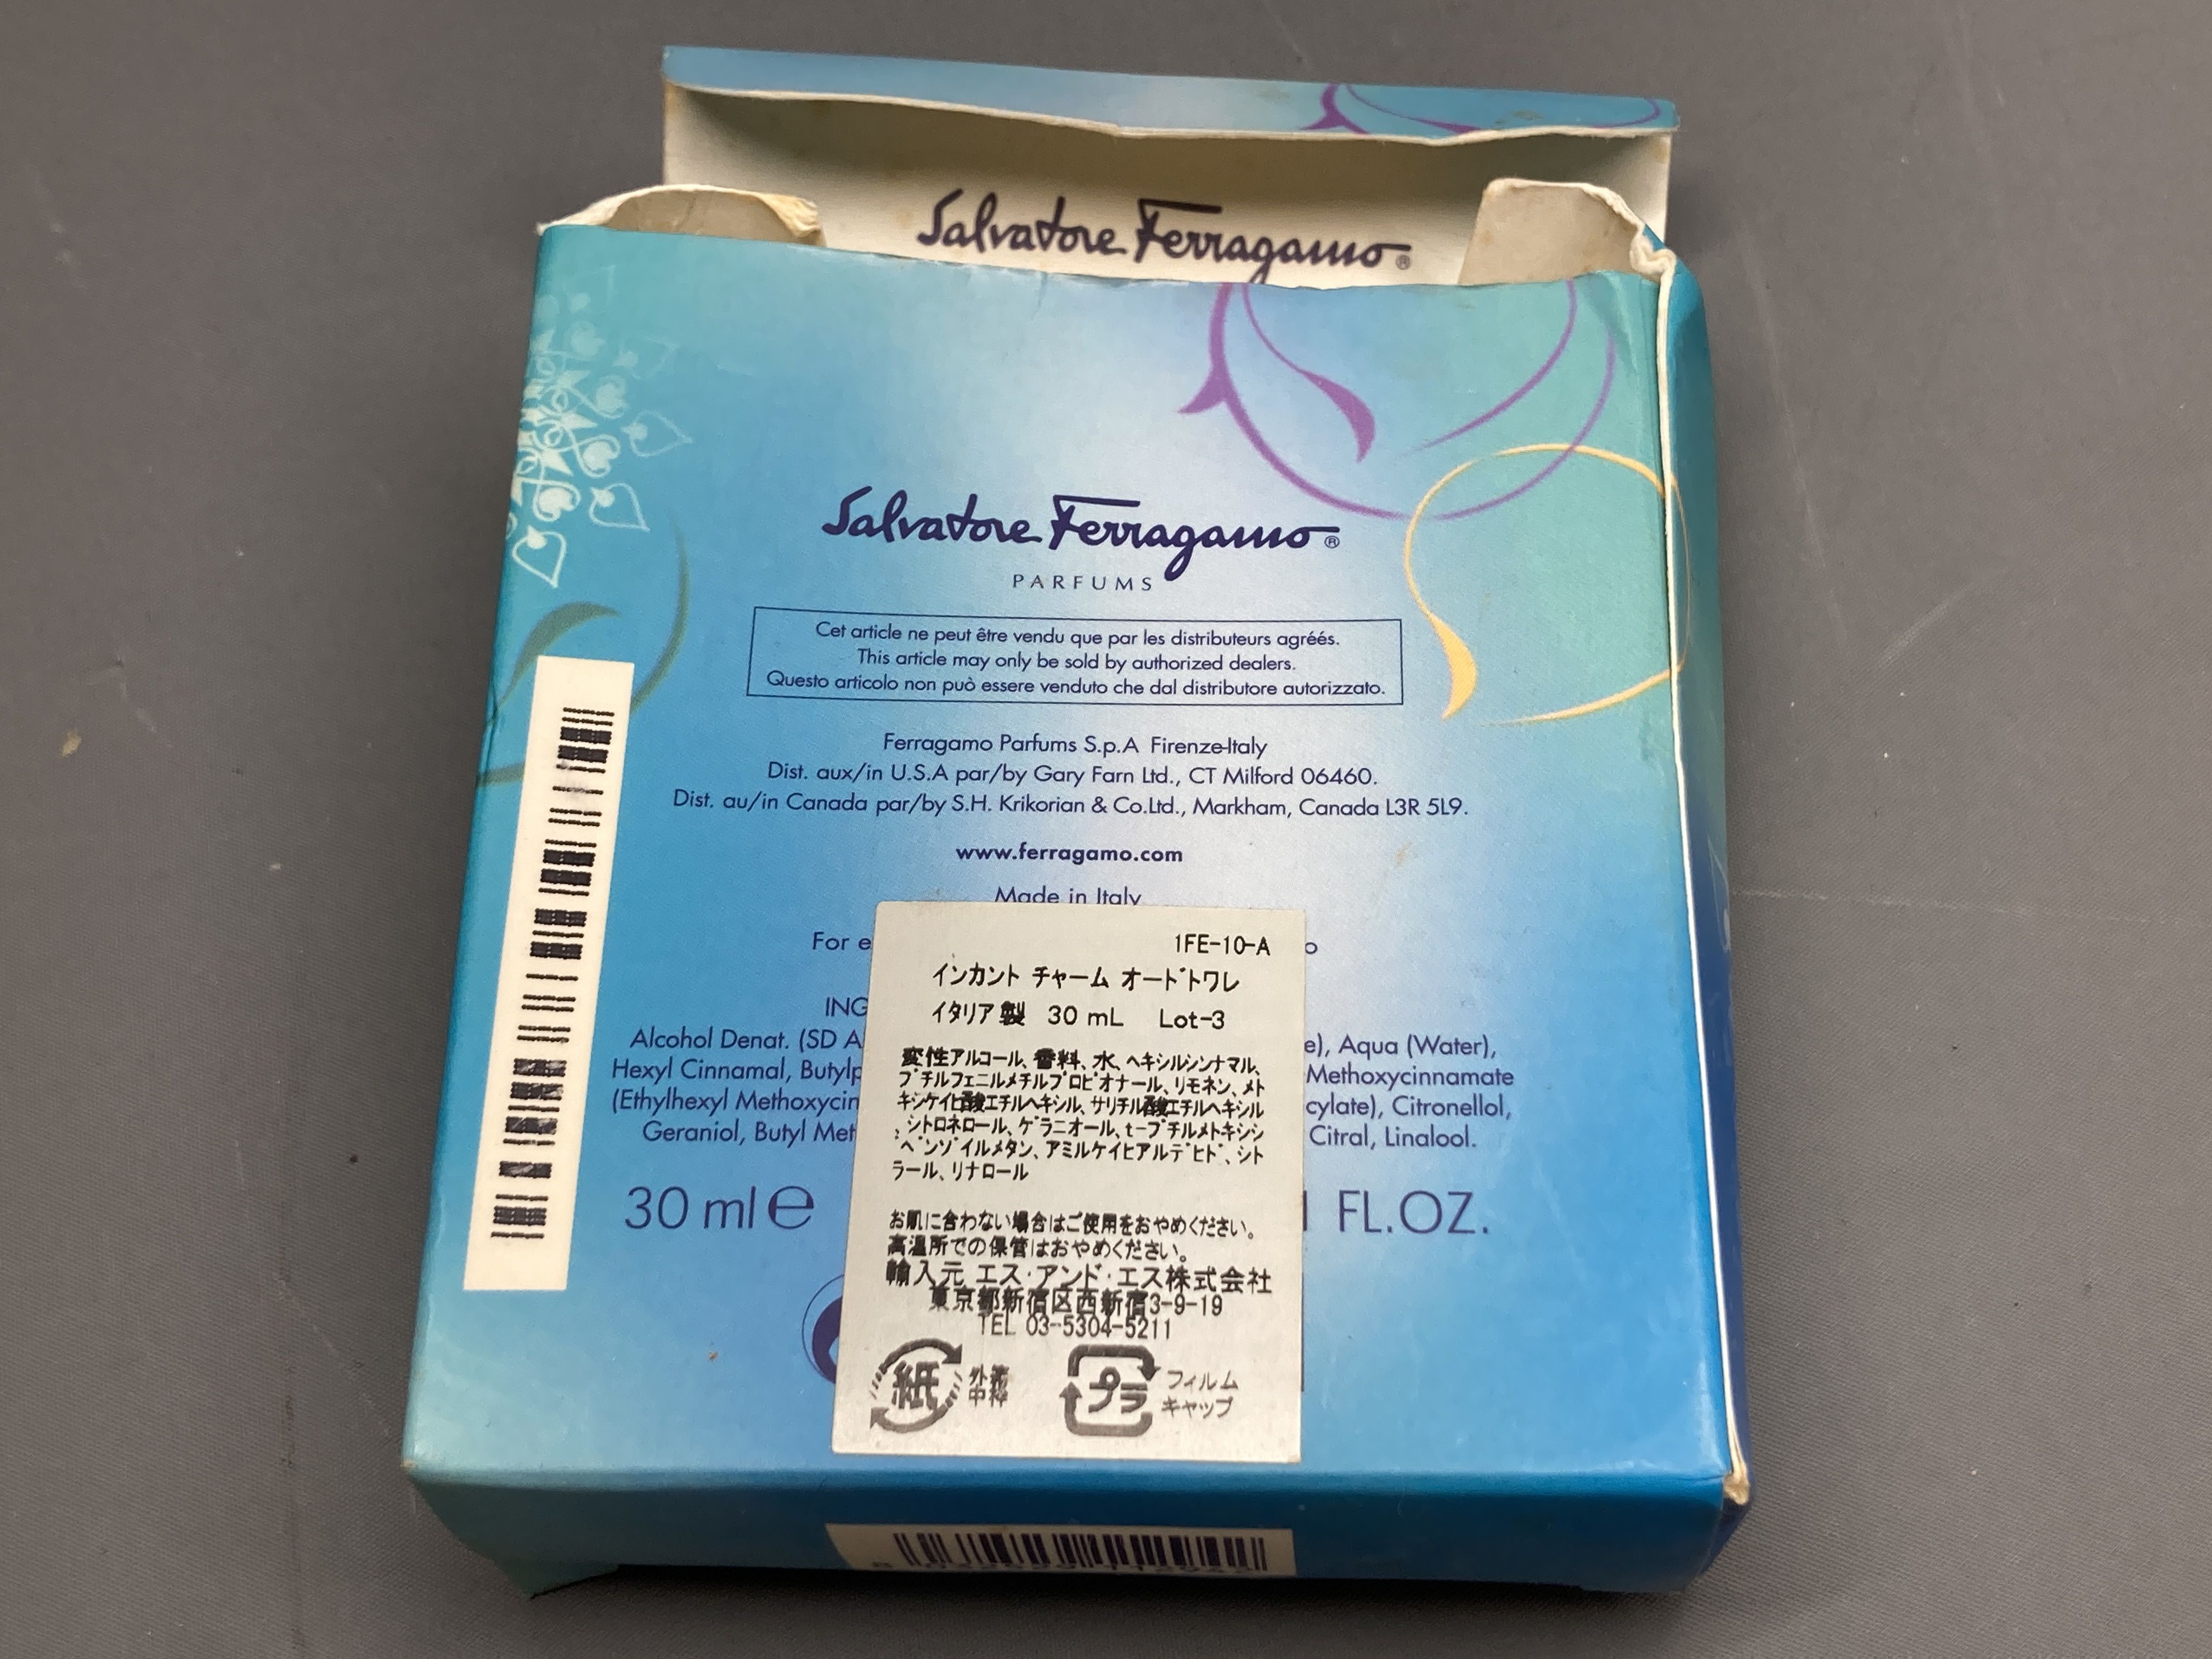 Salvatore Ferragamo®
Salvatore Ferragamo®
PARFUMS
Cet article ne peut être vendu que par les distributeurs agréés.
This article may only be sold by authorized dealers.
Questo articolo non può essere venduto che dal distributore autorizzato.
Ferragamo Parfums S.p.A Firenze-Italy
Dist. aux/in U.S.A par/by Gary Farn Ltd., CT Milford 06460.
Dist. au/in Canada par/by S.H. Krikorian & Co.Ltd., Markham, Canada L3R 5L9.
www.ferragamo.com
Made in Italy
For e
ING
Alcohol Denat. (SD A e), Aqua (Water),
Hexyl Cinnamal, Butylp Methoxycinnamate
(Ethylhexyl Methoxycin cylate), Citronellol,
Geraniol, Butyl Met Citral, Linalool.
30 ml e FL.OZ.
1FE-10-A
インカント チャーム オードトワレ
イタリア製 30 mL Lot-3
変性アルコール、香料、水、ヘキシルシンナマル、
ブチルフェニルメチルプロピオナール、リモネン、メト
キシケイヒ酸エチルヘキシル、サリチル酸エチルヘキシル
、シトロネロール、ゲラニオール、t-ブチルメトキシジ
ベンゾイルメタン、アミルケイヒアルデヒド、シト
ラール、リナロール
お肌に合わない場合はご使用をおやめください。
高温所での保管はおやめください。
輸入元 エス・アンド・エス株式会社
東京都新宿区西新宿3-9-19
TEL 03-5304-5211
紙 外箱
中枠
プラ フィルム
キャップ